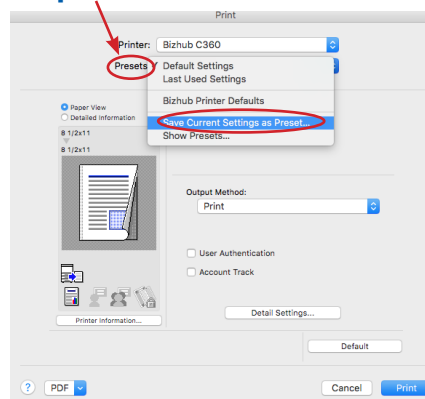 Print
Printer: Bizhub C360
Presets ✓ Default Settings
Last Used Settings
Bizhub Printer Defaults
Save Current Settings as Preset...
Show Presets...
Paper View
Detailed Information
8 1/2x11
8 1/2x11
Output Method:
Print
User Authentication
Account Track
Printer Information...
Detail Settings...
Default
? PDF Cancel Print